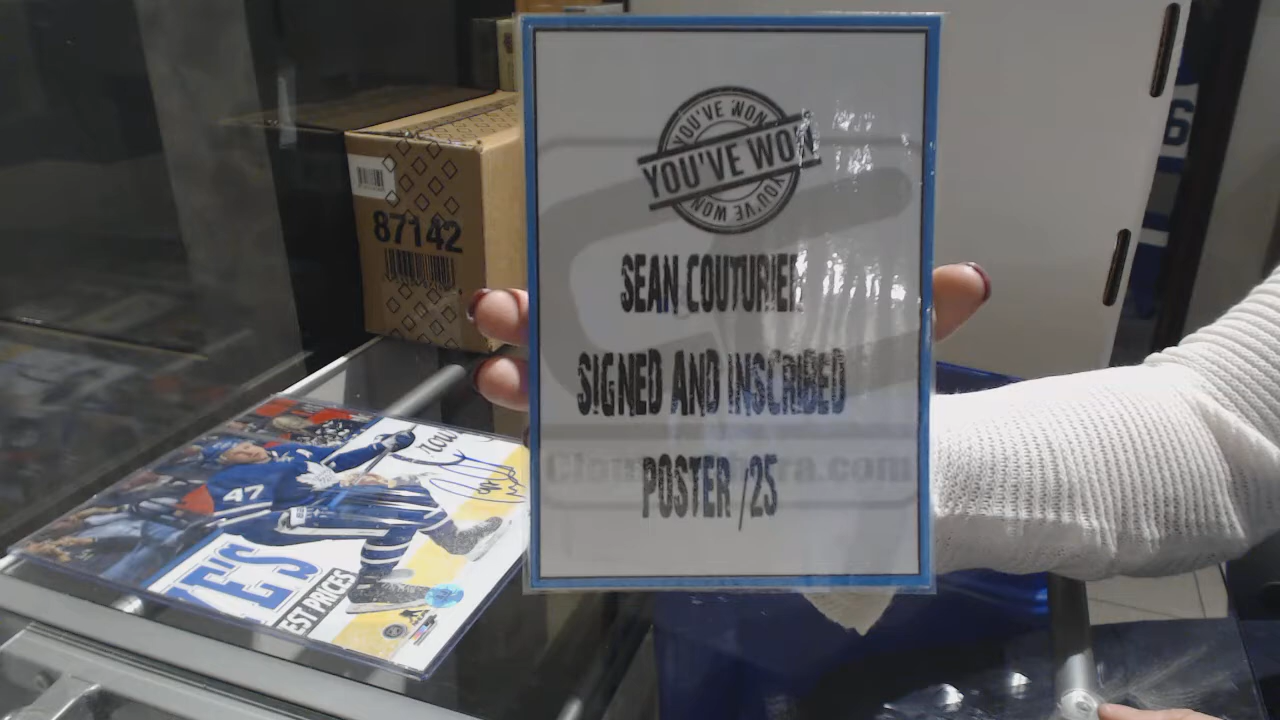 YOU'VE WON
YOU'VE WON
YOU'VE WON
SEAN COUTURIER
SIGNED AND INSCRIBED
POSTER /25
87142
47
E'S
EST PRICES
6